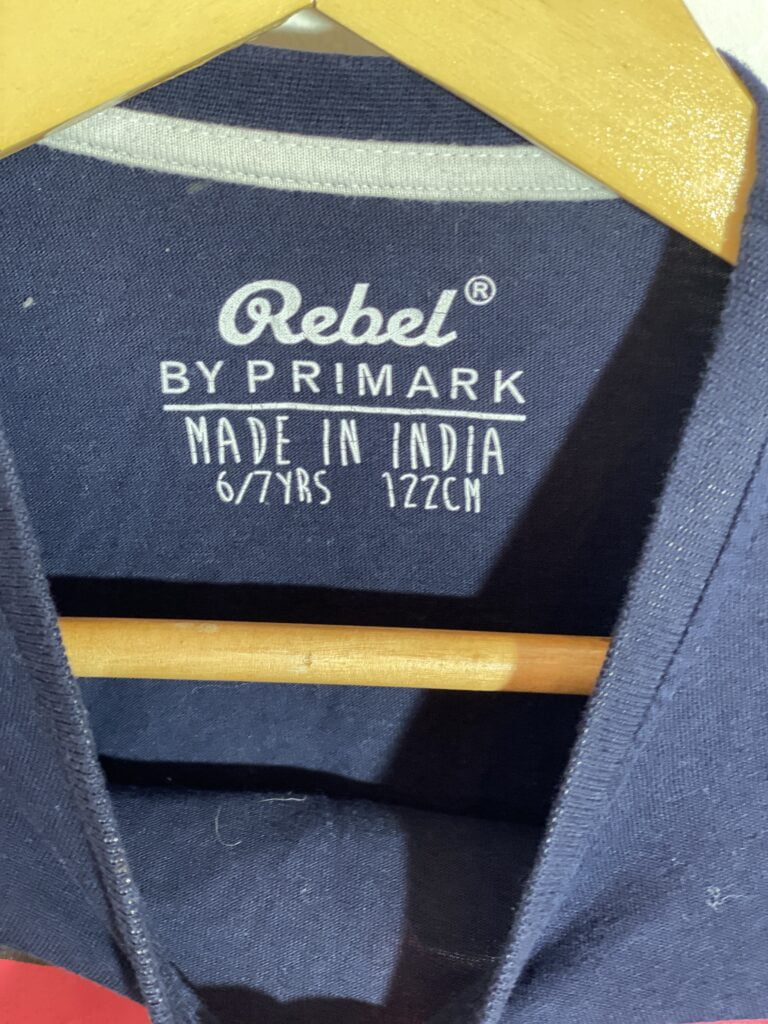 Rebel®
BY PRIMARK
MADE IN INDIA
6/7YRS 122CM